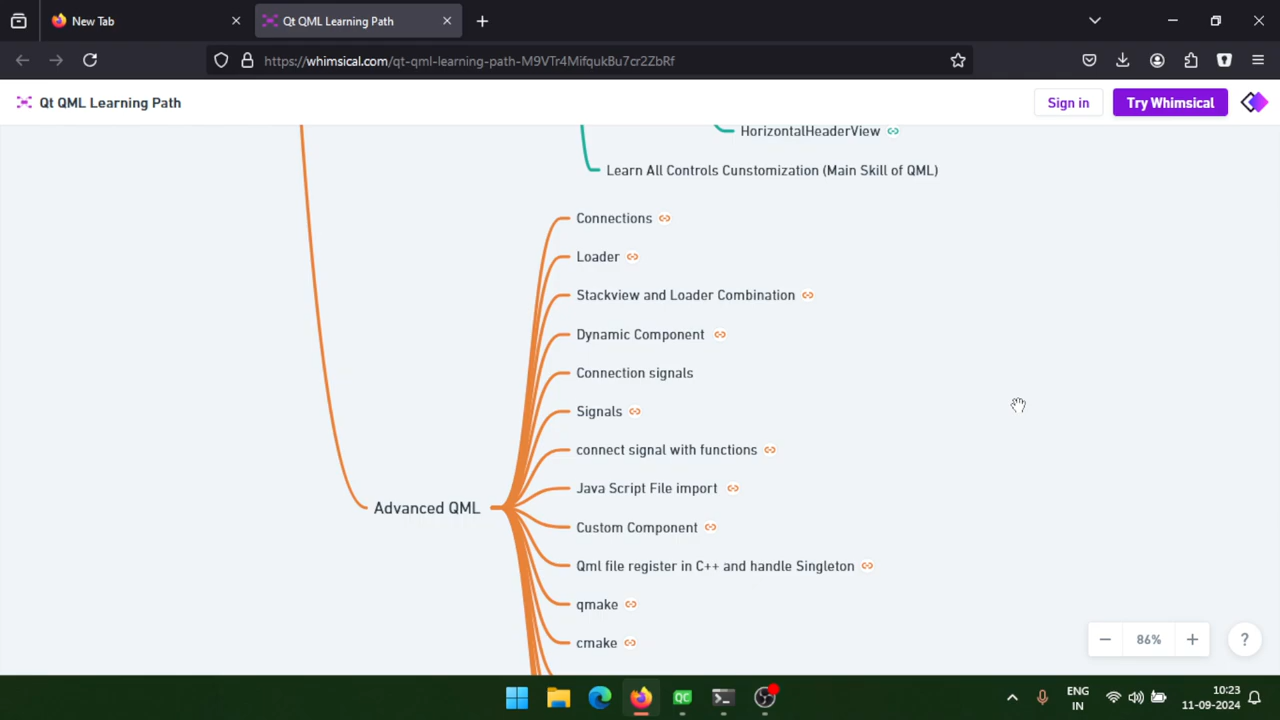 New Tab
Qt QML Learning Path
https://whimsical.com/qt-qml-learning-path-M9VTr4MifqukBu7cr2ZbRf
Qt QML Learning Path
Sign in
Try Whimsical
HorizontalHeaderView
Learn All Controls Cunstomization (Main Skill of QML)
Connections
Loader
Stackview and Loader Combination
Dynamic Component
Connection signals
Signals
connect signal with functions
Java Script File import
Advanced QML
Custom Component
Qml file register in C++ and handle Singleton
qmake
cmake
86%
?
QC
ENG
IN
10:23
11-09-2024